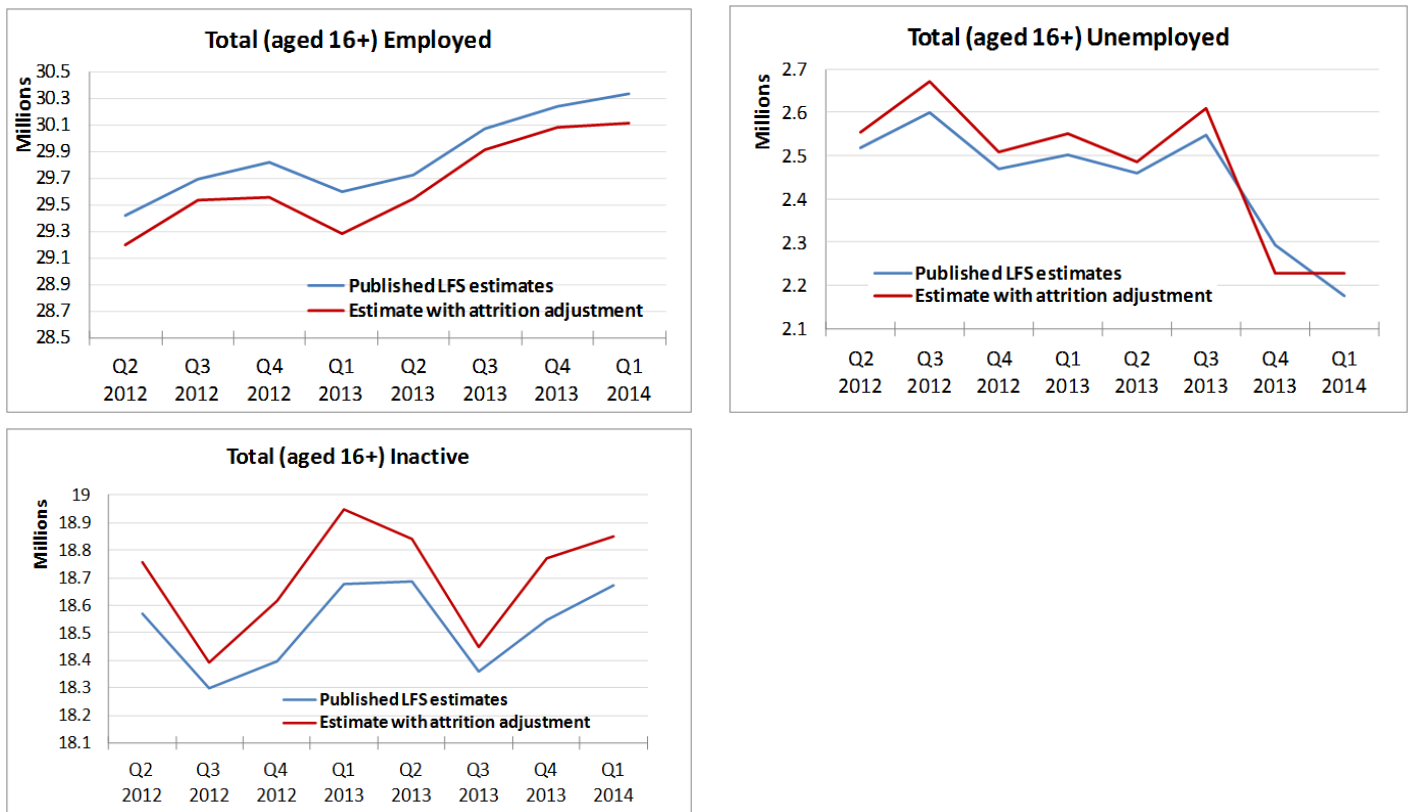 Total (aged 16+) Employed
Millions
30.5
30.3
30.1
29.9
29.7
29.5
29.3
29.1
28.9
28.7
28.5
Published LFS estimates
Estimate with attrition adjustment
Q2 Q3 Q4 Q1 Q2 Q3 Q4 Q1
2012 2012 2012 2013 2013 2013 2013 2014
Total (aged 16+) Unemployed
Millions
2.7
2.6
2.5
2.4
2.3
2.2
2.1
Published LFS estimates
Estimate with attrition adjustment
Q2 Q3 Q4 Q1 Q2 Q3 Q4 Q1
2012 2012 2012 2013 2013 2013 2013 2014
Total (aged 16+) Inactive
Millions
19
18.9
18.8
18.7
18.6
18.5
18.4
18.3
18.2
18.1
Published LFS estimates
Estimate with attrition adjustment
Q2 Q3 Q4 Q1 Q2 Q3 Q4 Q1
2012 2012 2012 2013 2013 2013 2013 2014